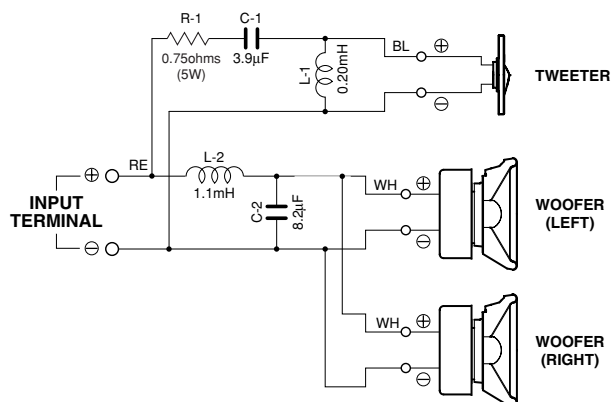 R-1 C-1
0.75ohms 3.9µF
(5W)
L-1
0.20mH
BL ⊕
⊖
TWEETER
RE
L-2
1.1mH
C-2
8.2µF
⊕
INPUT
TERMINAL
⊖
WH ⊕
⊖
WOOFER
(LEFT)
WH ⊕
⊖
WOOFER
(RIGHT)